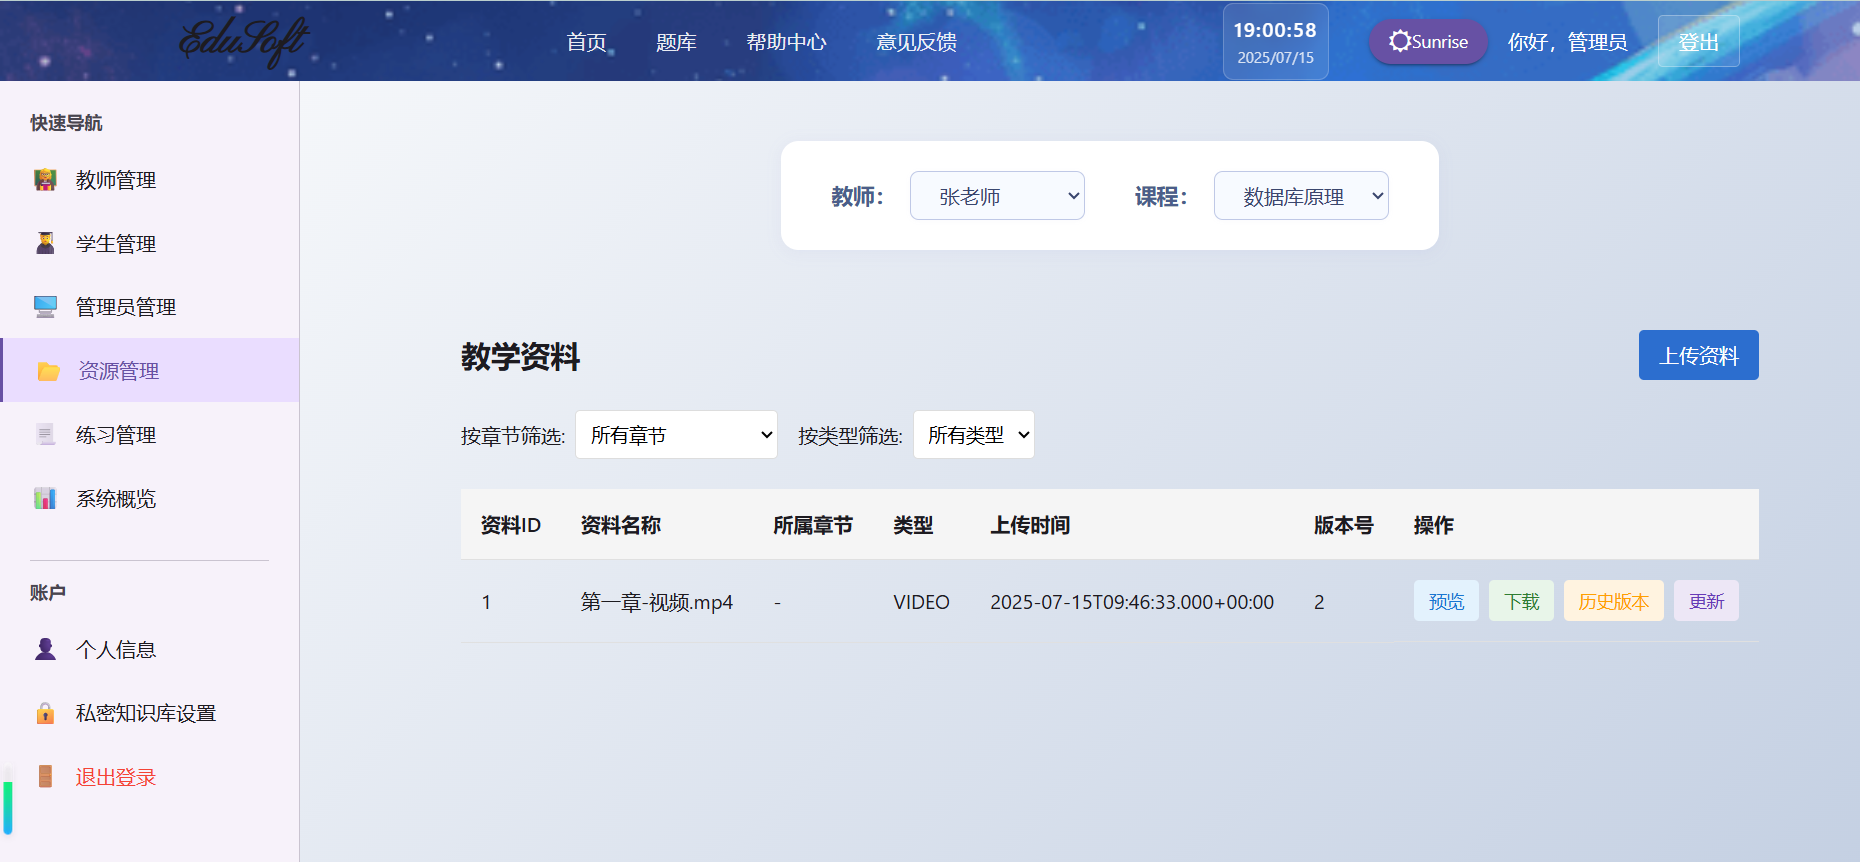 EduSoft
首页 题库 帮助中心 意见反馈
19:00:58
2025/07/15
Sunrise
你好，管理员
登出
快速导航
教师管理
学生管理
管理员管理
资源管理
练习管理
系统概览
账户
个人信息
私密知识库设置
退出登录
教师： 张老师 课程： 数据库原理
教学资料
上传资料
按章节筛选: 所有章节 按类型筛选: 所有类型
资料ID 资料名称 所属章节 类型 上传时间 版本号 操作
1 第一章-视频.mp4 - VIDEO 2025-07-15T09:46:33.000+00:00 2 预览 下载 历史版本 更新